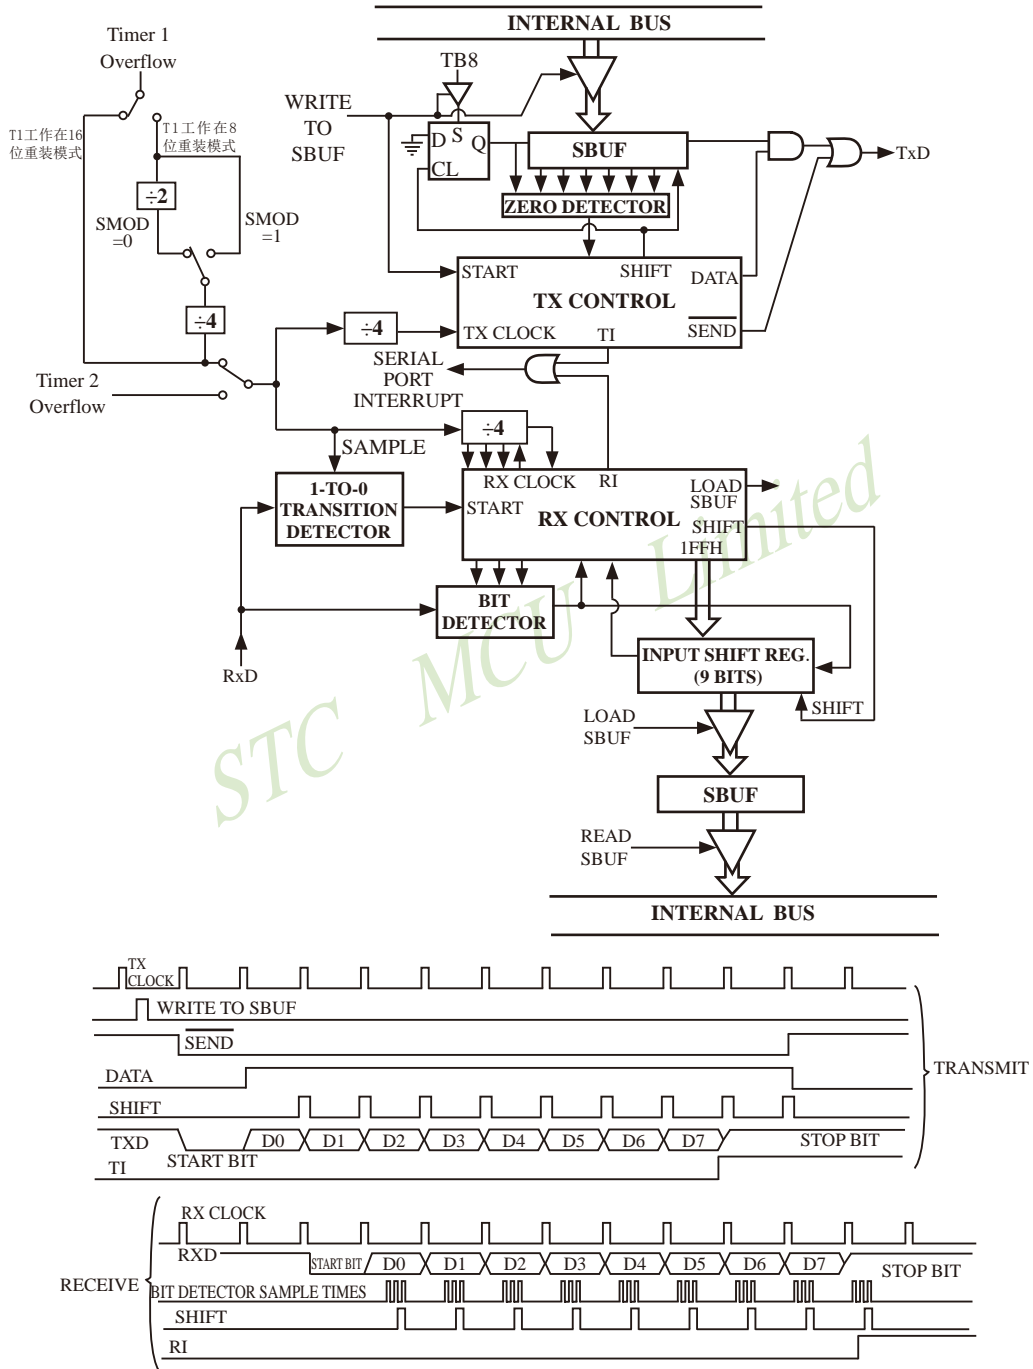 INTERNAL BUS
Timer 1
Overflow
TB8
WRITE
TO
SBUF
T1工作在16
位重装模式
T1工作在8
位重装模式
D S Q
CL
SBUF
TxD
÷2
ZERO DETECTOR
SMOD
=0
SMOD
=1
START
SHIFT
DATA
TX CONTROL
÷4
÷4
TX CLOCK
TI
SEND
SERIAL
PORT
INTERRUPT
Timer 2
Overflow
÷4
SAMPLE
RX CLOCK
RI
LOAD
SBUF
1-TO-0
TRANSITION
DETECTOR
START
RX CONTROL
SHIFT
1FFH
BIT
DETECTOR
RxD
INPUT SHIFT REG.
(9 BITS)
SHIFT
LOAD
SBUF
SBUF
READ
SBUF
INTERNAL BUS
STC MCU Limited
TX
CLOCK
WRITE TO SBUF
SEND
DATA
SHIFT
TXD
START BIT
D0 D1 D2 D3 D4 D5 D6 D7
STOP BIT
TI
TRANSMIT
RX CLOCK
RXD
START BIT
D0 D1 D2 D3 D4 D5 D6 D7
STOP BIT
RECEIVE
BIT DETECTOR SAMPLE TIMES
SHIFT
RI